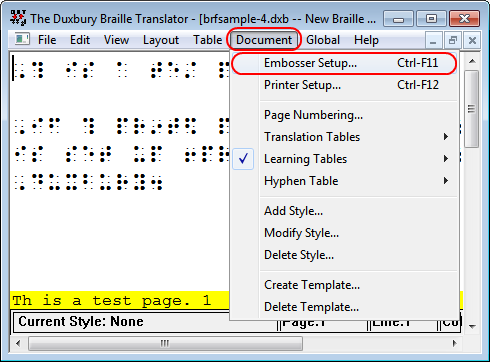 The Duxbury Braille Translator - [brfsample-4.dxb -- New Braille ...
File Edit View Layout Table Document Global Help
Embosser Setup... Ctrl-F11
Printer Setup... Ctrl-F12
Page Numbering...
Translation Tables
Learning Tables
Hyphen Table
Add Style...
Modify Style...
Delete Style...
Create Template...
Delete Template...
Th is a test page. 1
Current Style: None Page:1 Line:1 Col